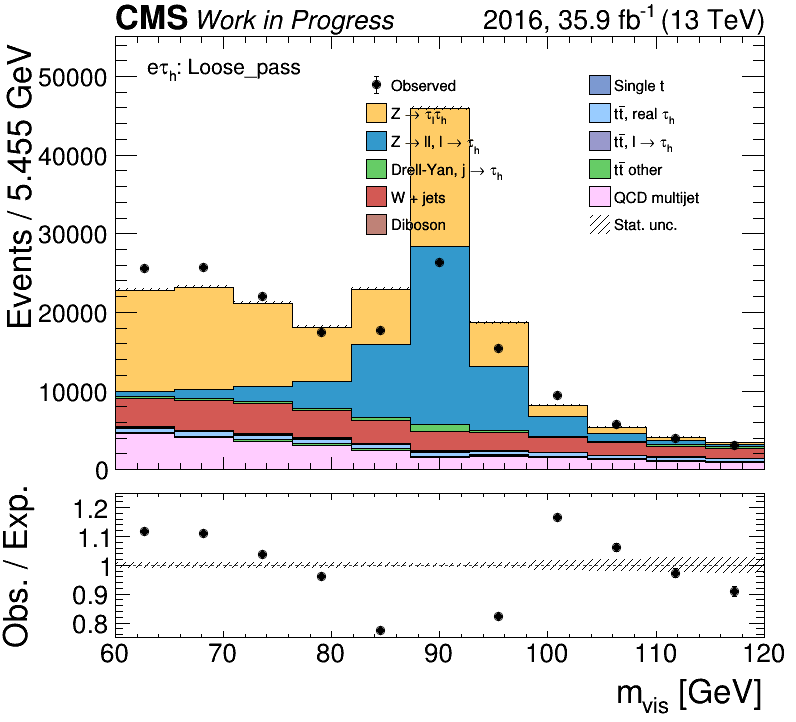 CMS Work in Progress 2016, 35.9 fb⁻¹ (13 TeV)
eτh: Loose_pass
Observed
Z → τlτh
Z → ll, l → τh
Drell-Yan, j → τh
W + jets
Diboson
Single t
tt̄, real τh
tt̄, l → τh
tt̄ other
QCD multijet
Stat. unc.
Events / 5.455 GeV
50000
40000
30000
20000
10000
0
Obs. / Exp.
1.2
1.1
1
0.9
0.8
60 70 80 90 100 110 120
mvis [GeV]